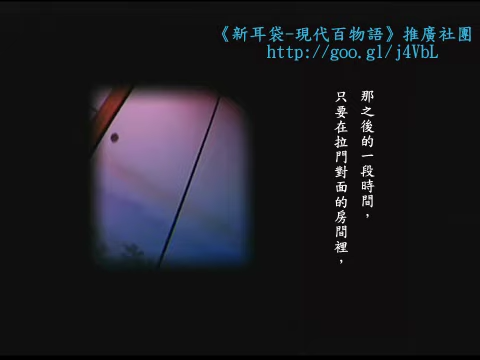 《新耳袋-現代百物語》推廣社團
http://goo.gl/j4VbL
那之後的一段時間，
只要在拉門對面的房間裡，